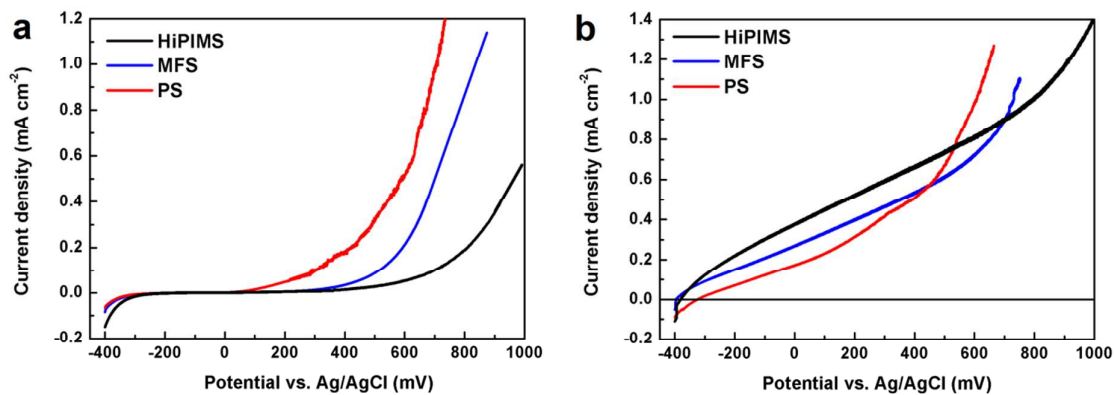 a
HiPIMS
MFS
PS
Current density (mA cm⁻²)
1.2
1.0
0.8
0.6
0.4
0.2
0.0
-0.2
-400 -200 0 200 400 600 800 1000
Potential vs. Ag/AgCl (mV)
b
HiPIMS
MFS
PS
Current density (mA cm⁻²)
1.4
1.2
1.0
0.8
0.6
0.4
0.2
0.0
-0.2
-400 -200 0 200 400 600 800 1000
Potential vs. Ag/AgCl (mV)